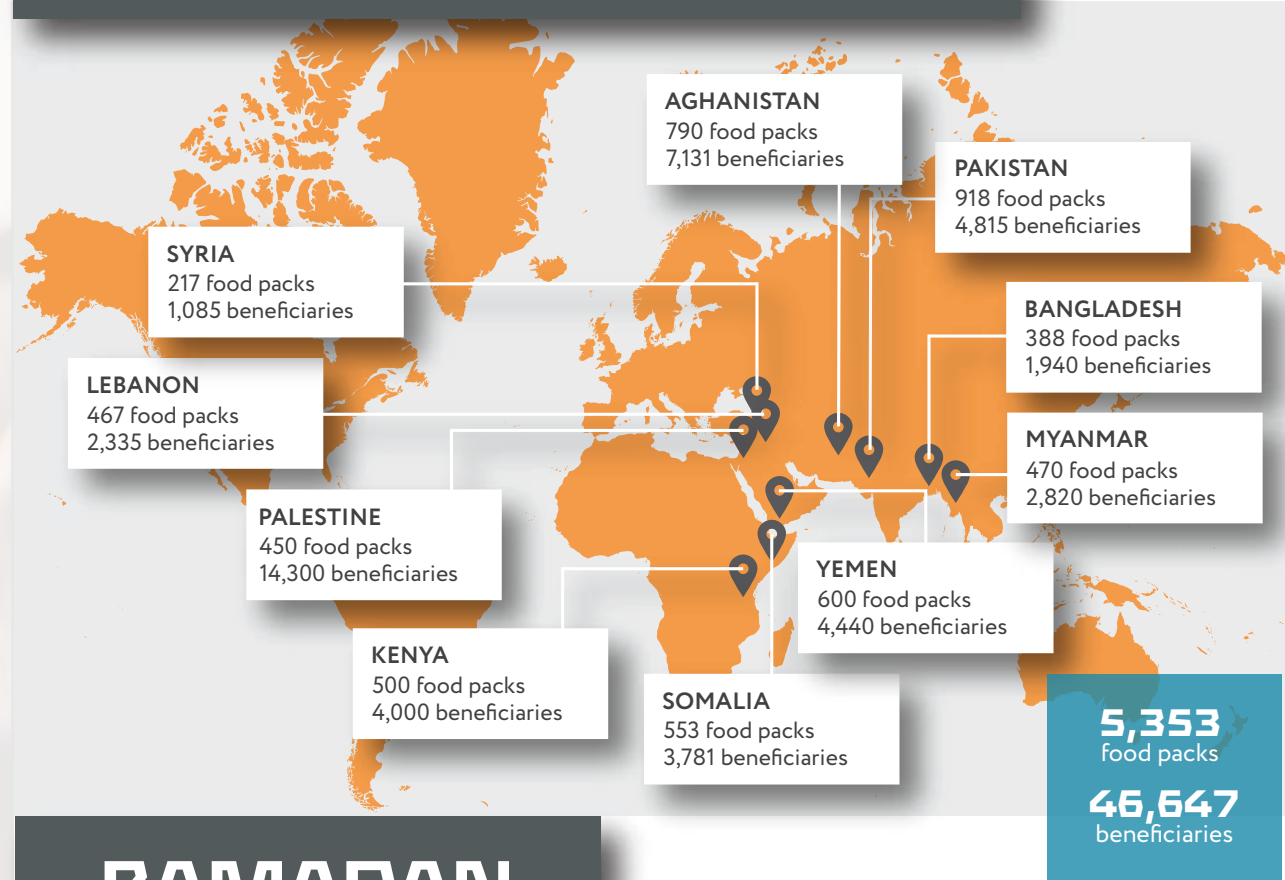 AGHANISTAN
790 food packs
7,131 beneficiaries
PAKISTAN
918 food packs
4,815 beneficiaries
SYRIA
217 food packs
1,085 beneficiaries
BANGLADESH
388 food packs
1,940 beneficiaries
LEBANON
467 food packs
2,335 beneficiaries
MYANMAR
470 food packs
2,820 beneficiaries
PALESTINE
450 food packs
14,300 beneficiaries
YEMEN
600 food packs
4,440 beneficiaries
KENYA
500 food packs
4,000 beneficiaries
SOMALIA
553 food packs
3,781 beneficiaries
5,353
food packs
46,647
beneficiaries
RAMADAN